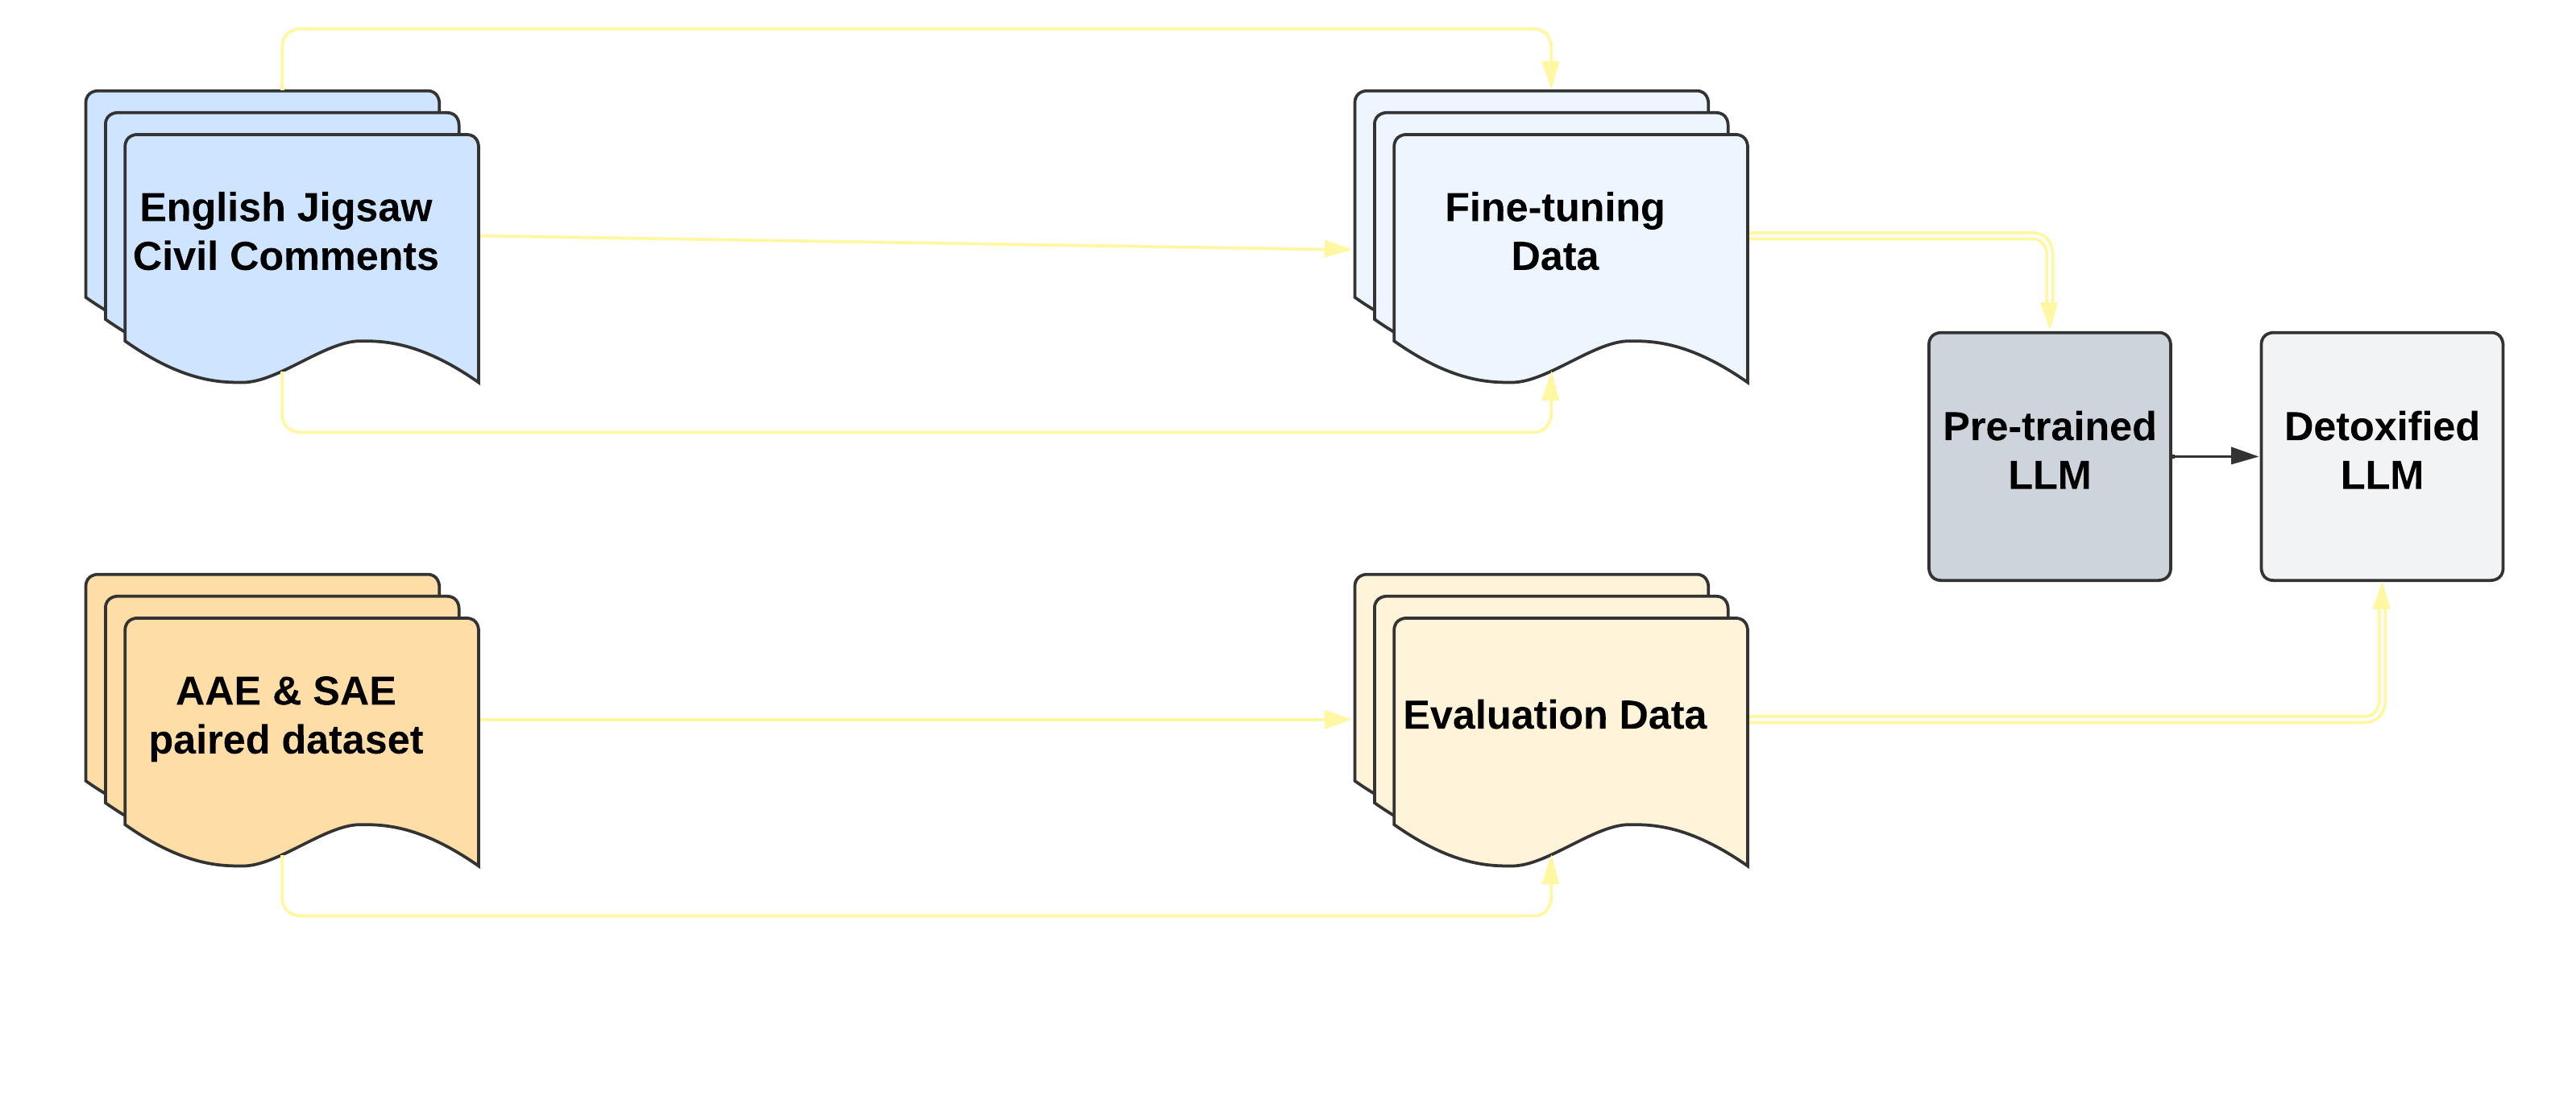 English Jigsaw
Civil Comments
Fine-tuning
Data
Pre-trained
LLM
Detoxified
LLM
AAE & SAE
paired dataset
Evaluation Data